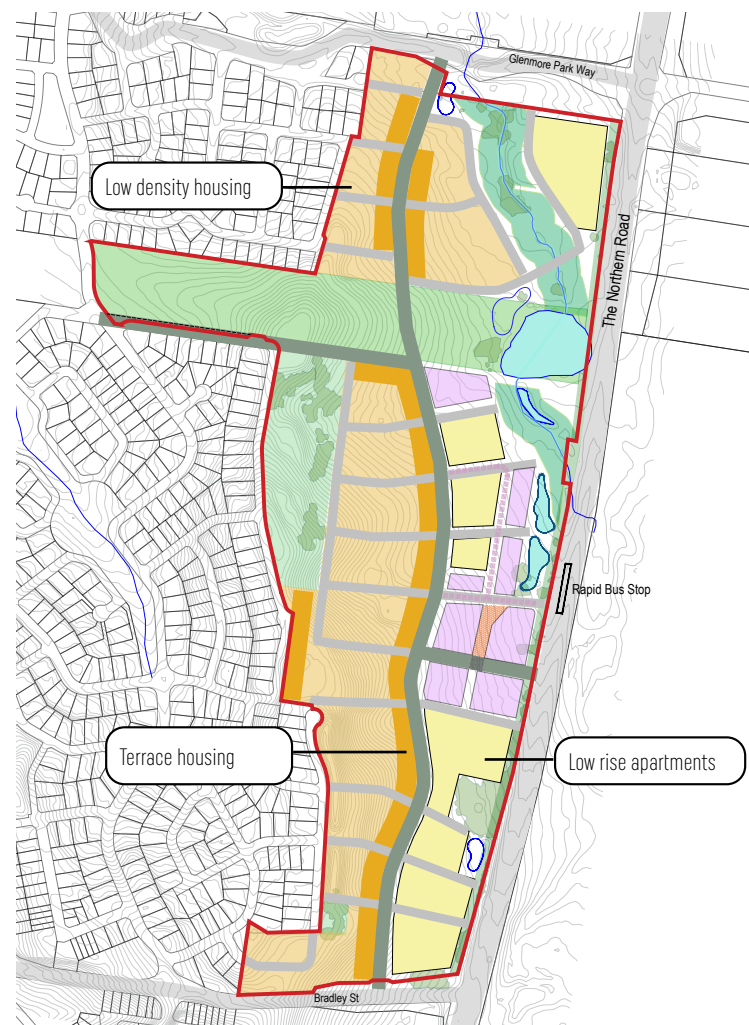 Glenmore Park Way
Low density housing
The Northern Road
Rapid Bus Stop
Terrace housing
Low rise apartments
Bradley St